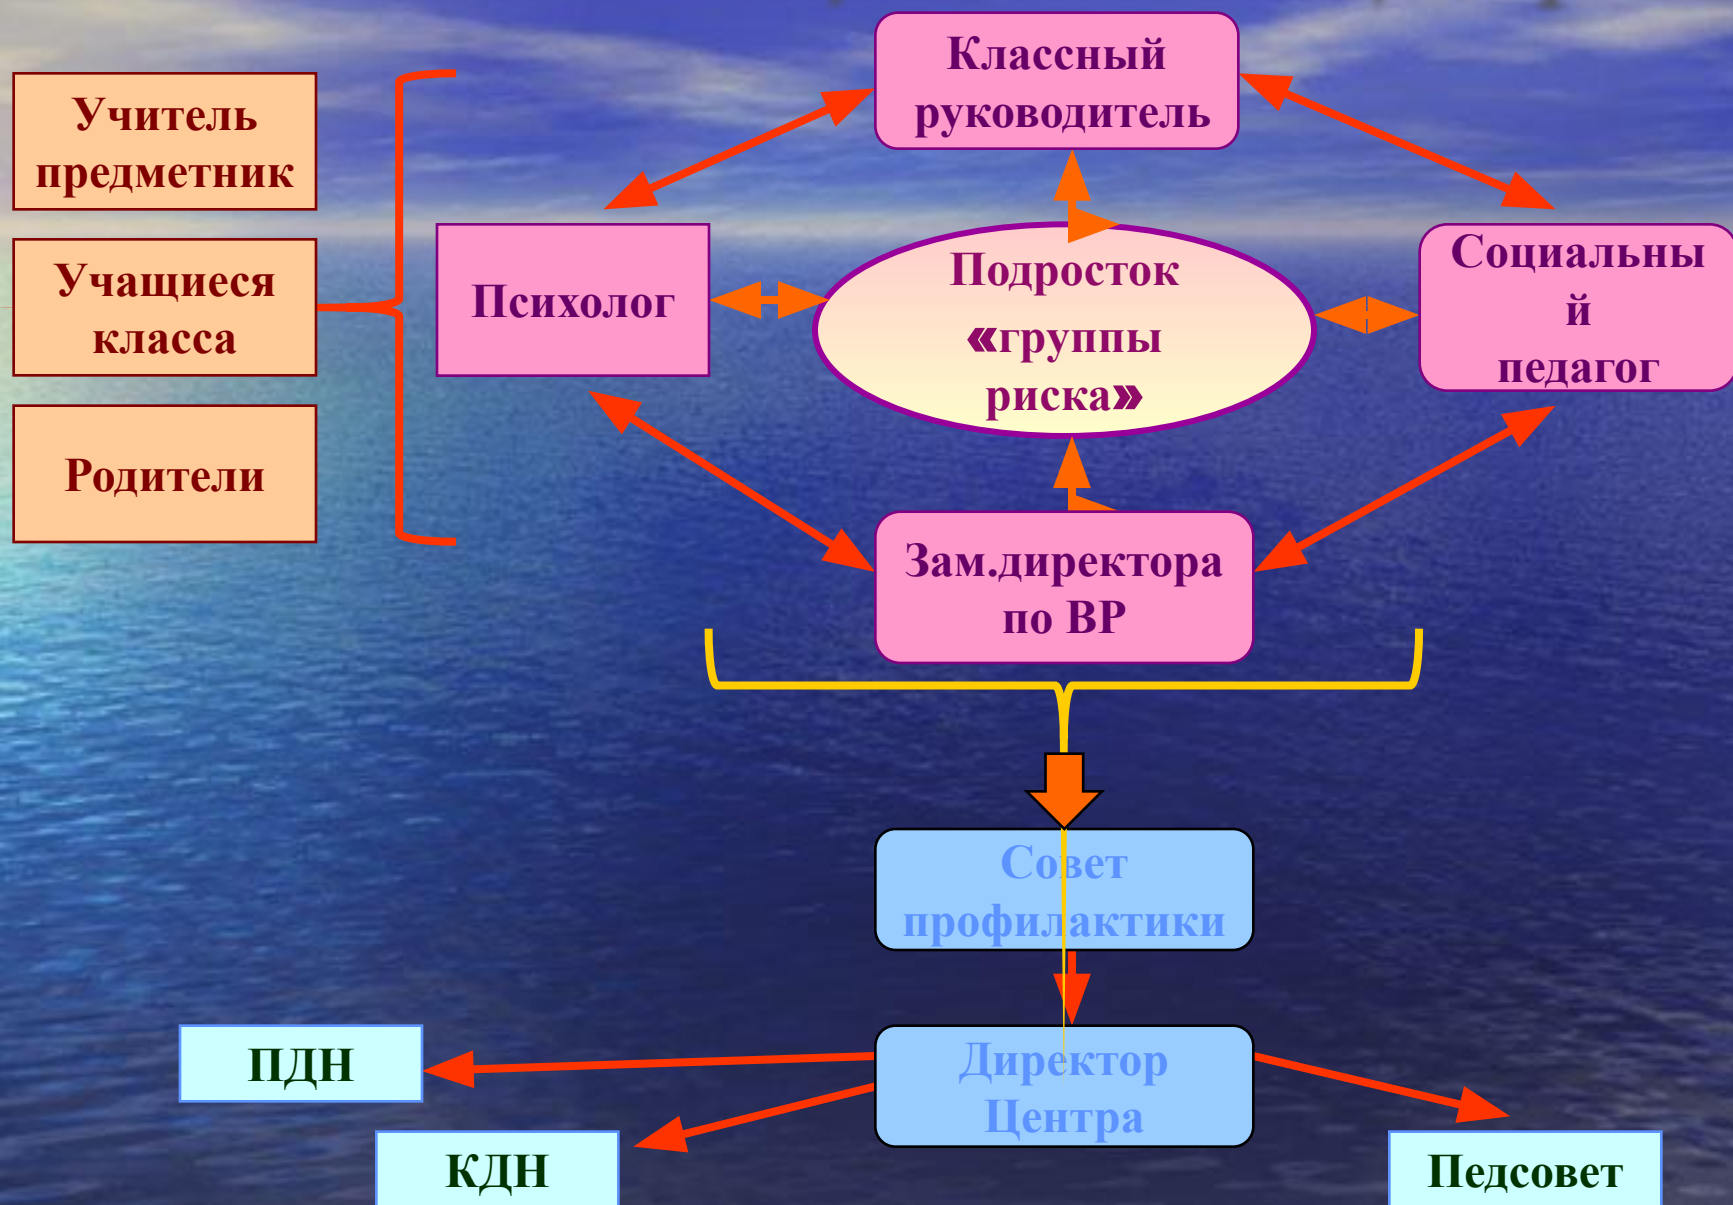 Классный
руководитель
Учитель
предметник
Учащиеся
класса
Родители
Психолог
Подросток
«группы
риска»
Социальны
й
педагог
Зам.директора
по ВР
Совет
профилактики
Директор
Центра
ПДН
КДН
Педсовет